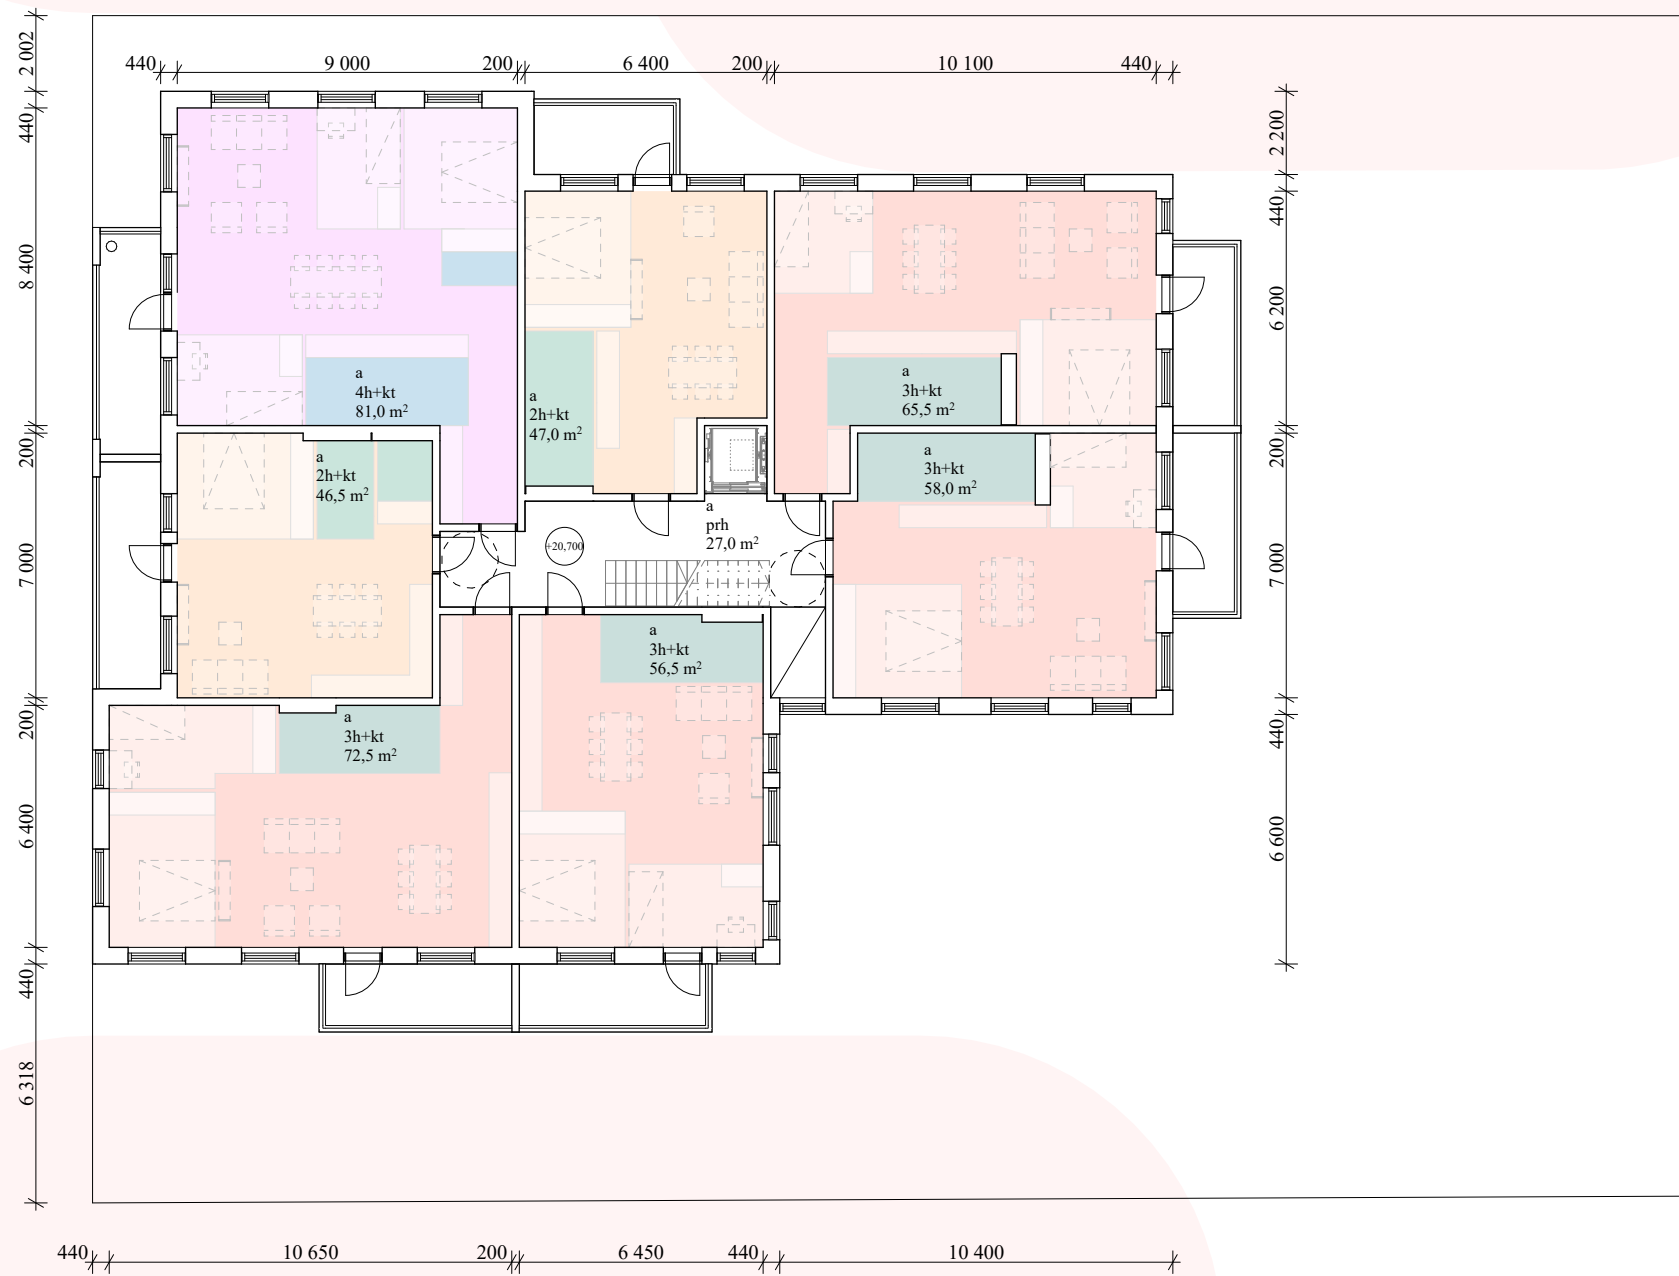 440 9 000 200 6 400 200 10 100 440
2 002
440
8 400
200
7 000
200
6 400
440
6 318
2 200
440
6 200
200
7 000
440
6 600
a
4h+kt
81,0 m²
a
2h+kt
47,0 m²
a
3h+kt
65,5 m²
a
2h+kt
46,5 m²
a
3h+kt
58,0 m²
a
prh
27,0 m²
+20,700
a
3h+kt
56,5 m²
a
3h+kt
72,5 m²
440 10 650 200 6 450 440 10 400